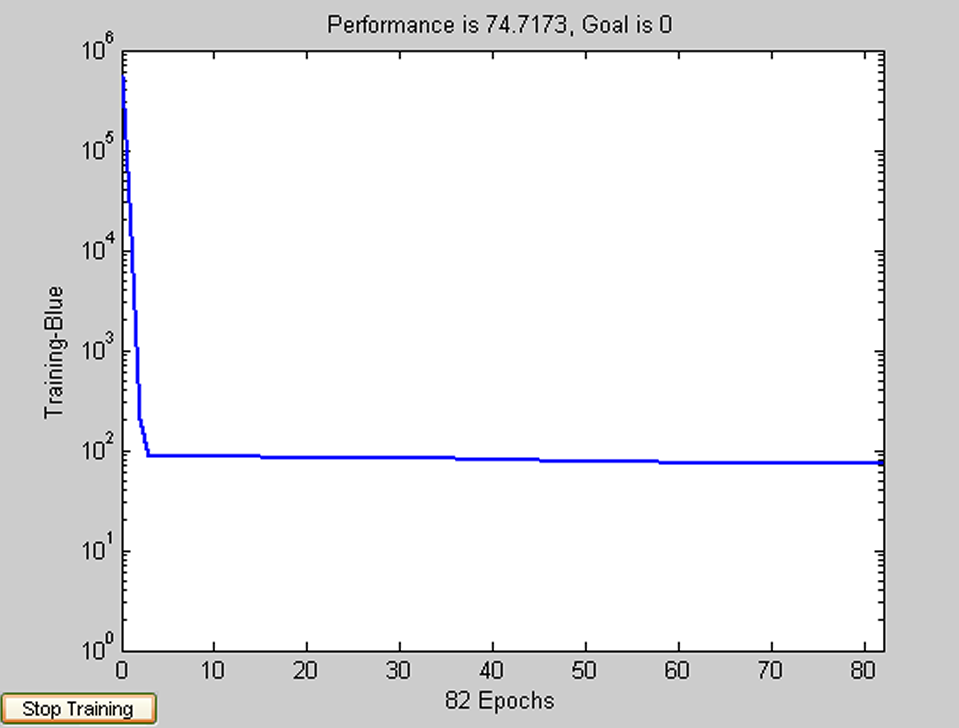 Performance is 74.7173, Goal is 0
10^6
10^5
10^4
10^3
10^2
10^1
10^0
Training-Blue
0 10 20 30 40 50 60 70 80
82 Epochs
Stop Training